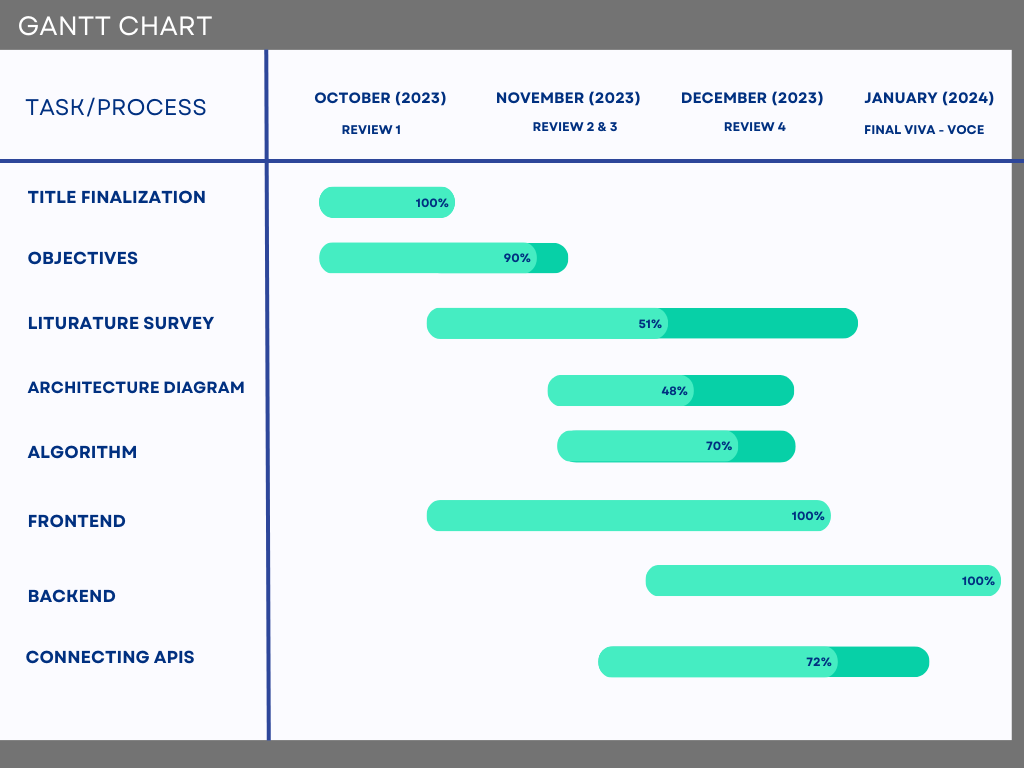 GANTT CHART
TASK/PROCESS
OCTOBER (2023)
NOVEMBER (2023)
DECEMBER (2023)
JANUARY (2024)
REVIEW 1
REVIEW 2 & 3
REVIEW 4
FINAL VIVA - VOCE
TITLE FINALIZATION
100%
OBJECTIVES
90%
LITURATURE SURVEY
51%
ARCHITECTURE DIAGRAM
48%
ALGORITHM
70%
FRONTEND
100%
BACKEND
100%
CONNECTING APIS
72%